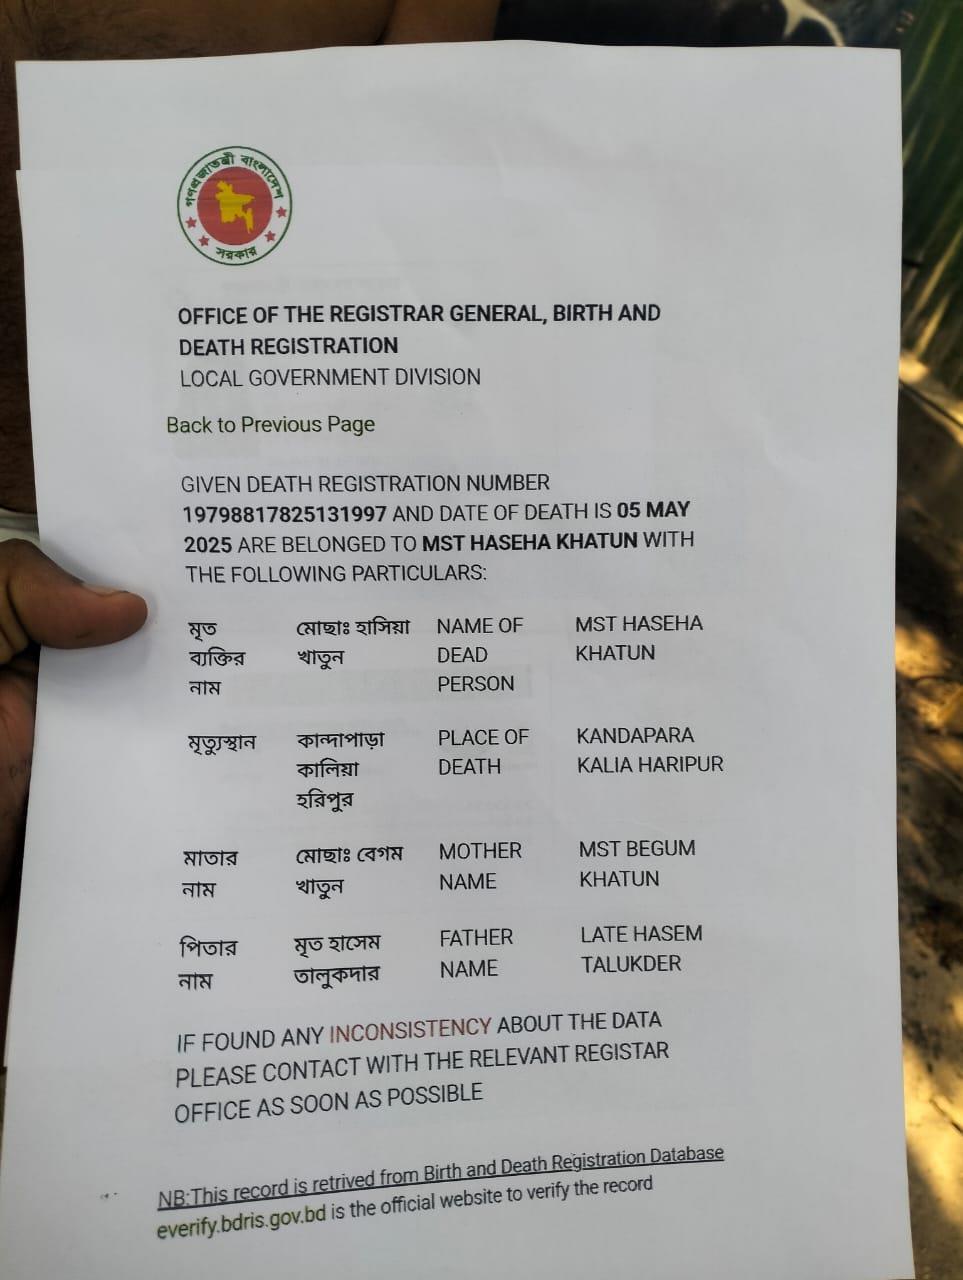 গণপ্রজাতন্ত্রী বাংলাদেশ
সরকার
OFFICE OF THE REGISTRAR GENERAL, BIRTH AND
DEATH REGISTRATION
LOCAL GOVERNMENT DIVISION
Back to Previous Page
GIVEN DEATH REGISTRATION NUMBER
19798817825131997 AND DATE OF DEATH IS 05 MAY
2025 ARE BELONGED TO MST HASEHA KHATUN WITH
THE FOLLOWING PARTICULARS:
মৃত মোছাঃ হাসিয়া NAME OF MST HASEHA
ব্যক্তির খাতুন DEAD KHATUN
নাম PERSON
মৃত্যুস্থান কান্দাপাড়া PLACE OF KANDAPARA
কালিয়া DEATH KALIA HARIPUR
হরিপুর
মাতার মোছাঃ বেগম MOTHER MST BEGUM
নাম খাতুন NAME KHATUN
পিতার মৃত হাসেম FATHER LATE HASEM
নাম তালুকদার NAME TALUKDER
IF FOUND ANY INCONSISTENCY ABOUT THE DATA
PLEASE CONTACT WITH THE RELEVANT REGISTAR
OFFICE AS SOON AS POSSIBLE
NB:This record is retrived from Birth and Death Registration Database
everify.bdris.gov.bd is the official website to verify the record